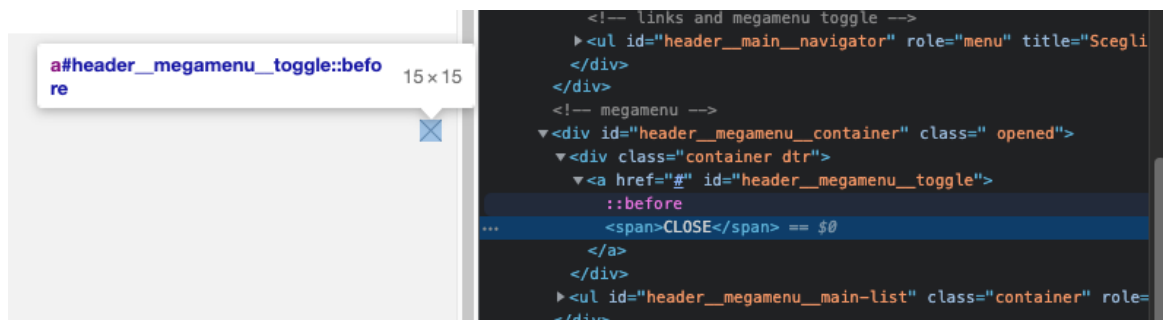 a#header__megamenu__toggle::befo
re
15 × 15
<!-- links and megamenu toggle -->
▶<ul id="header__main__navigator" role="menu" title="Scegli
</div>
</div>
<!-- megamenu -->
▼<div id="header__megamenu__container" class=" opened">
▼<div class="container dtr">
▼<a href="#" id="header__megamenu__toggle">
::before
<span>CLOSE</span> == $0
</a>
</div>
▶<ul id="header__megamenu__main-list" class="container" role=
</div>